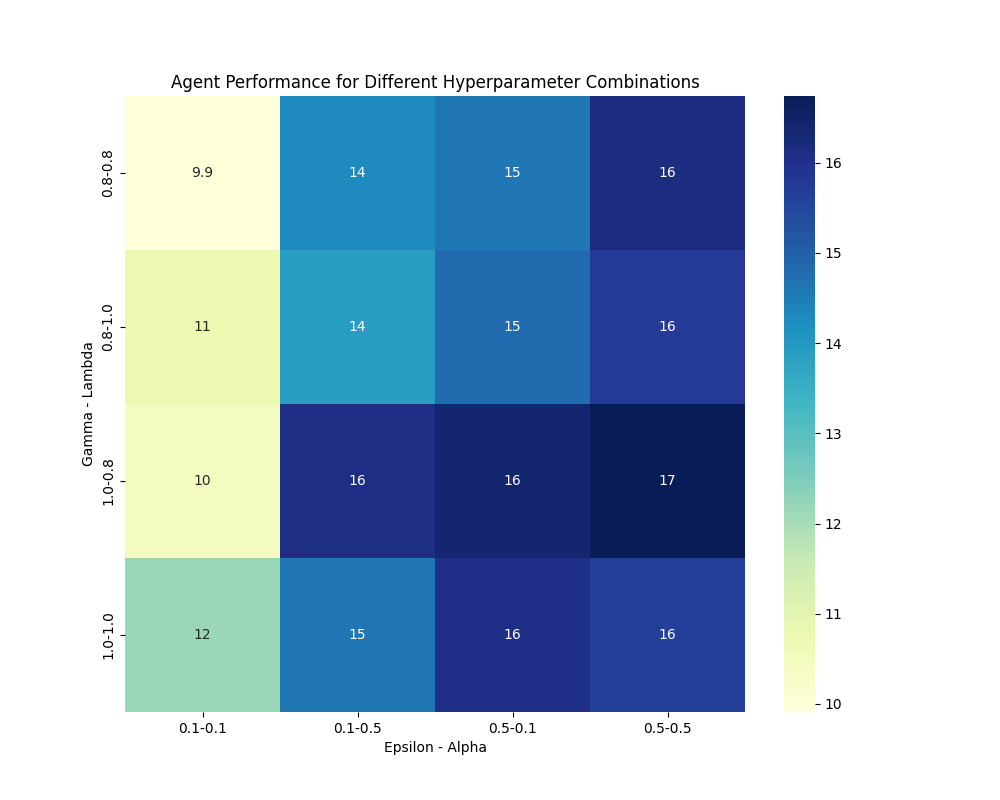 Agent Performance for Different Hyperparameter Combinations
0.8-0.8
9.9 14 15 16
0.8-1.0
11 14 15 16
1.0-0.8
10 16 16 17
1.0-1.0
12 15 16 16
Gamma - Lambda
0.1-0.1 0.1-0.5 0.5-0.1 0.5-0.5
Epsilon - Alpha
16
15
14
13
12
11
10